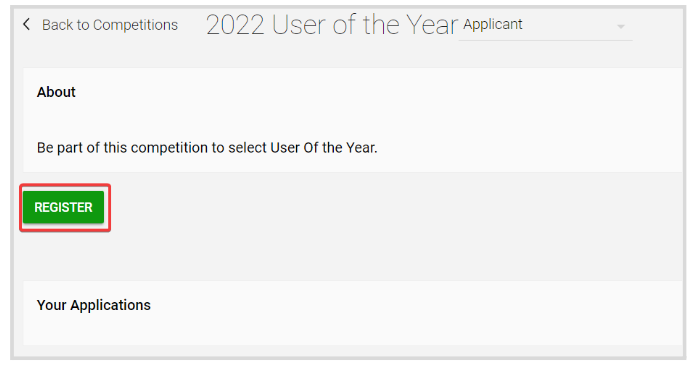 Back to Competitions 2022 User of the Year Applicant
About
Be part of this competition to select User Of the Year.
REGISTER
Your Applications